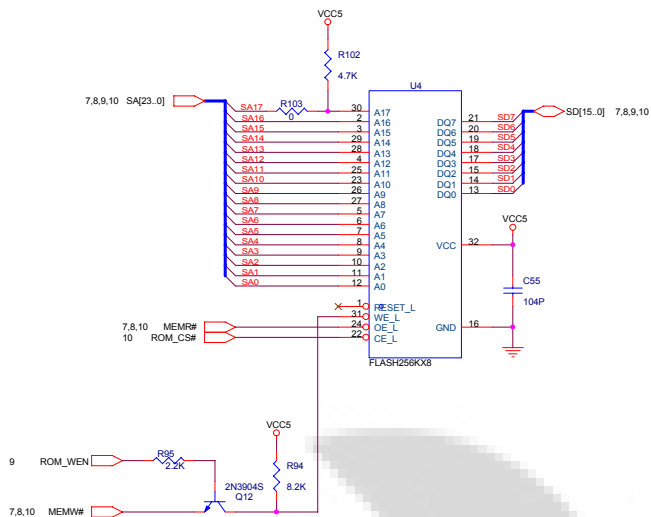 VCC5
R102
4.7K
U4
7,8,9,10 SA[23..0]
SD[15..0] 7,8,9,10
R103
0
SA17 30 A17
SA16 2 A16
SA15 3 A15
SA14 29 A14
SA13 28 A13
SA12 4 A12
SA11 25 A11
SA10 23 A10
SA9 26 A9
SA8 27 A8
SA7 5 A7
SA6 6 A6
SA5 7 A5
SA4 8 A4
SA3 9 A3
SA2 10 A2
SA1 11 A1
SA0 12 A0
DQ7 21 SD7
DQ6 20 SD6
DQ5 19 SD5
DQ4 18 SD4
DQ3 17 SD3
DQ2 15 SD2
DQ1 14 SD1
DQ0 13 SD0
VCC5
VCC 32
C55
104P
1 RESET_L
31 WE_L
7,8,10 MEMR# 24 OE_L
10 ROM_CS# 22 CE_L
GND 16
FLASH256KX8
VCC5
9 ROM_WEN R95
2.2K
R94
8.2K
2N3904S
Q12
7,8,10 MEMW#